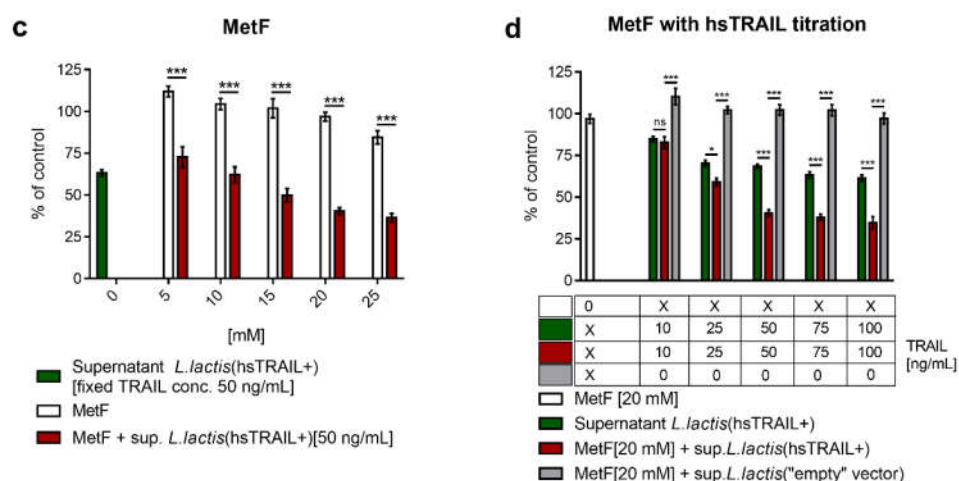 c
MetF
% of control
125
100
75
50
25
0
*** *** *** *** ***
0 5 10 15 20 25
[mM]
Supernatant L.lactis(hsTRAIL+)
[fixed TRAIL conc. 50 ng/mL]
MetF
MetF + sup. L.lactis(hsTRAIL+)[50 ng/mL]
d
MetF with hsTRAIL titration
% of control
125
100
75
50
25
0
*** *** *** *** ***
ns * *** *** ***
0 X X X X X
X 10 25 50 75 100
X 10 25 50 75 100
X 0 0 0 0 0
TRAIL
[ng/mL]
MetF [20 mM]
Supernatant L.lactis(hsTRAIL+)
MetF[20 mM] + sup.L.lactis(hsTRAIL+)
MetF[20 mM] + sup.L.lactis("empty" vector)